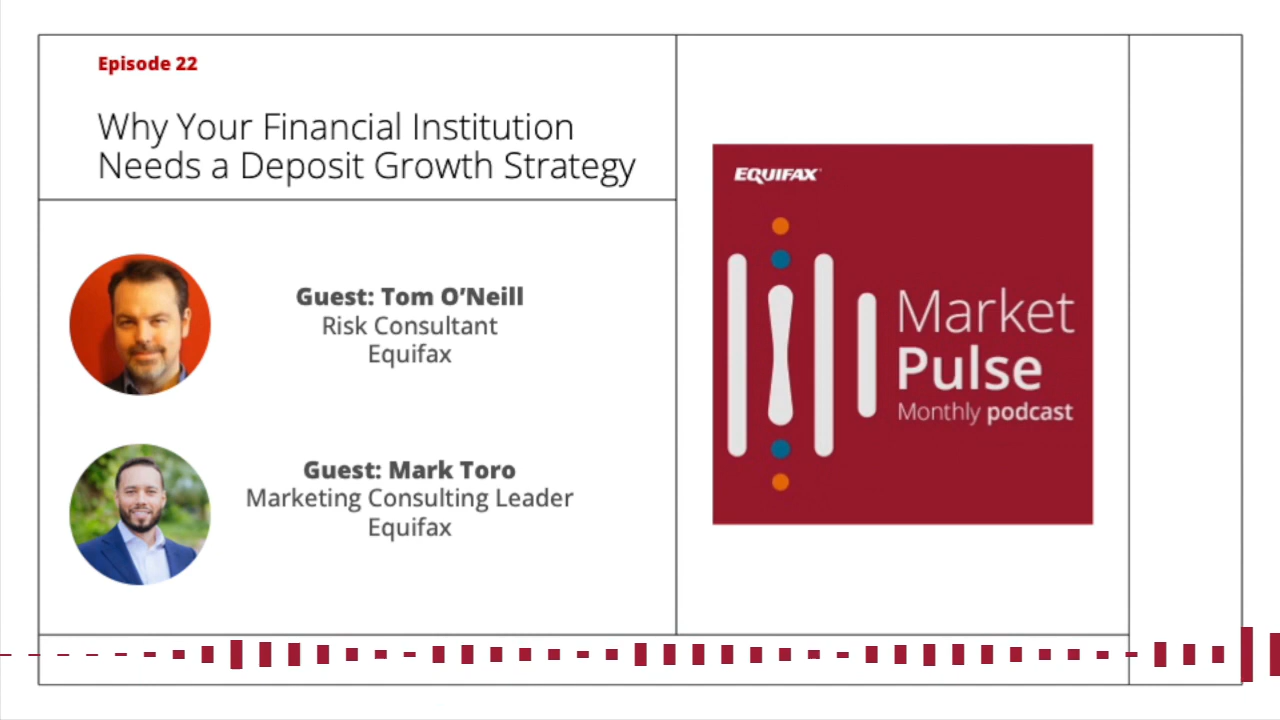 Episode 22
Why Your Financial Institution
Needs a Deposit Growth Strategy
Guest: Tom O’Neill
Risk Consultant
Equifax
Guest: Mark Toro
Marketing Consulting Leader
Equifax
EQUIFAX
Market
Pulse
Monthly podcast